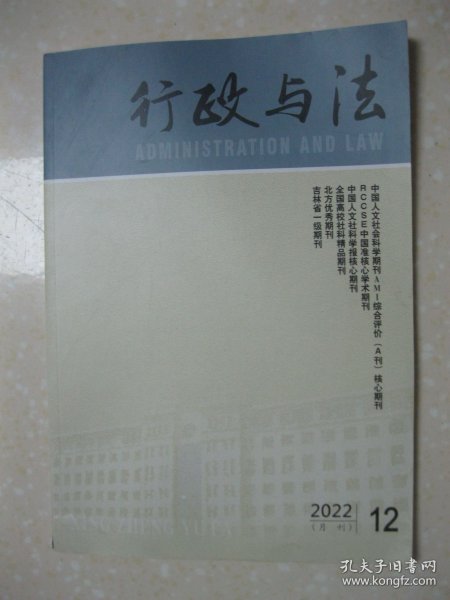 行政与法
ADMINISTRATION AND LAW
中国人文社会科学期刊AMI综合评价（A刊）核心期刊
RCCSE中国准核心学术期刊
中国人文社科学报核心期刊
全国高校社科精品期刊
北方优秀期刊
吉林省一级期刊
2022
（月刊）
12
孔夫子旧书网
www.kongfz.com